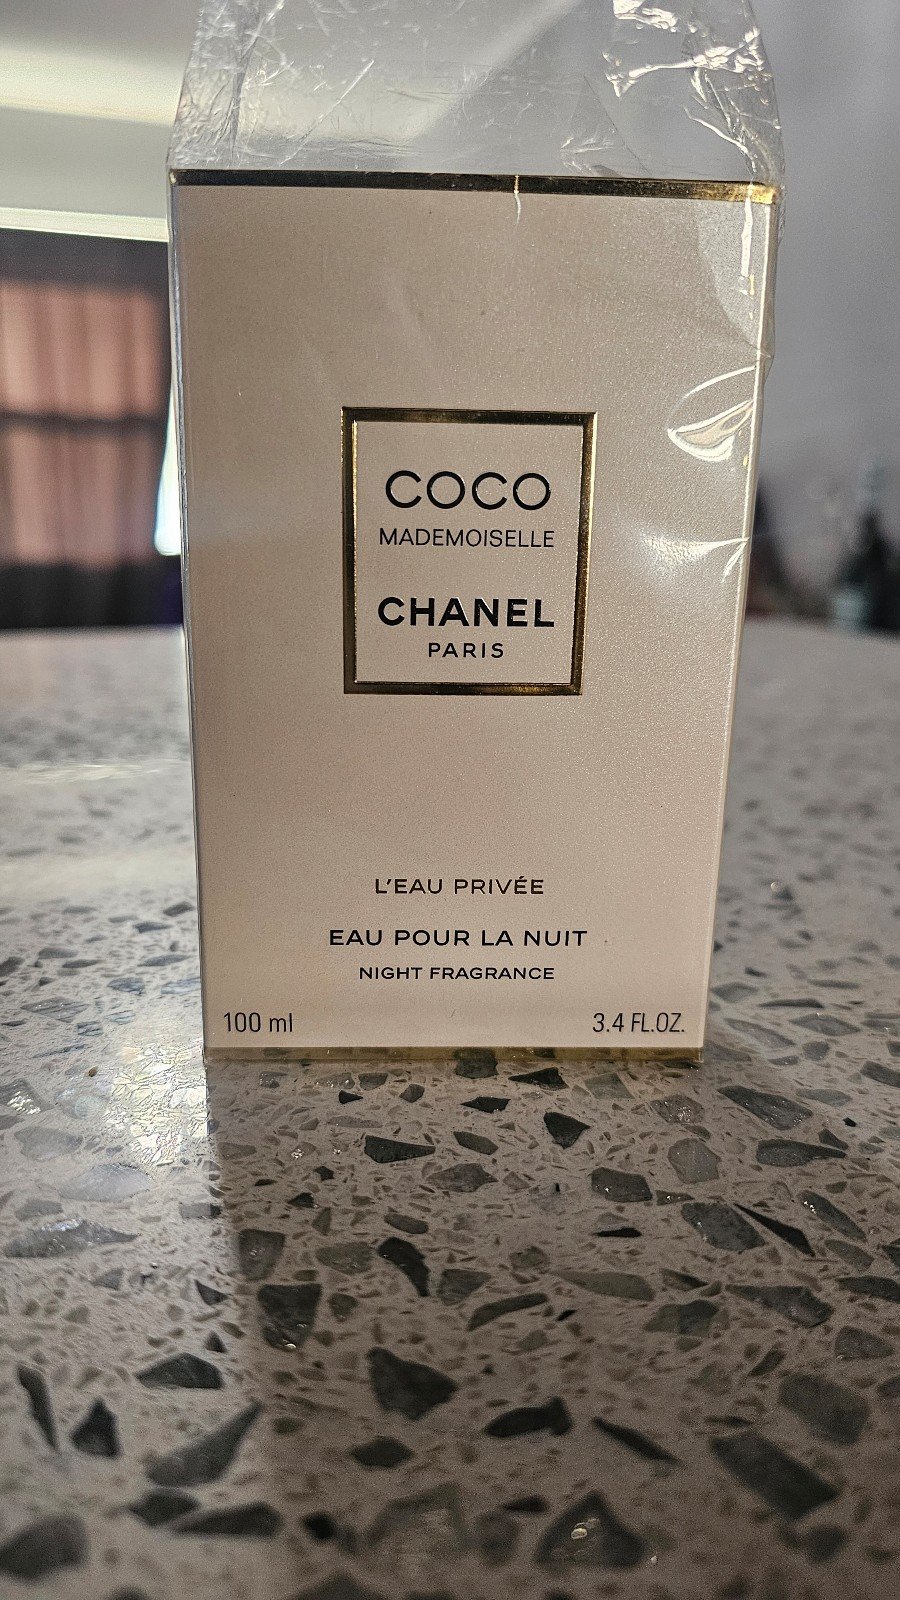 COCO
MADEMOISELLE
CHANEL
PARIS
L'EAU PRIVÉE
EAU POUR LA NUIT
NIGHT FRAGRANCE
100 ml 3.4 FL.OZ.